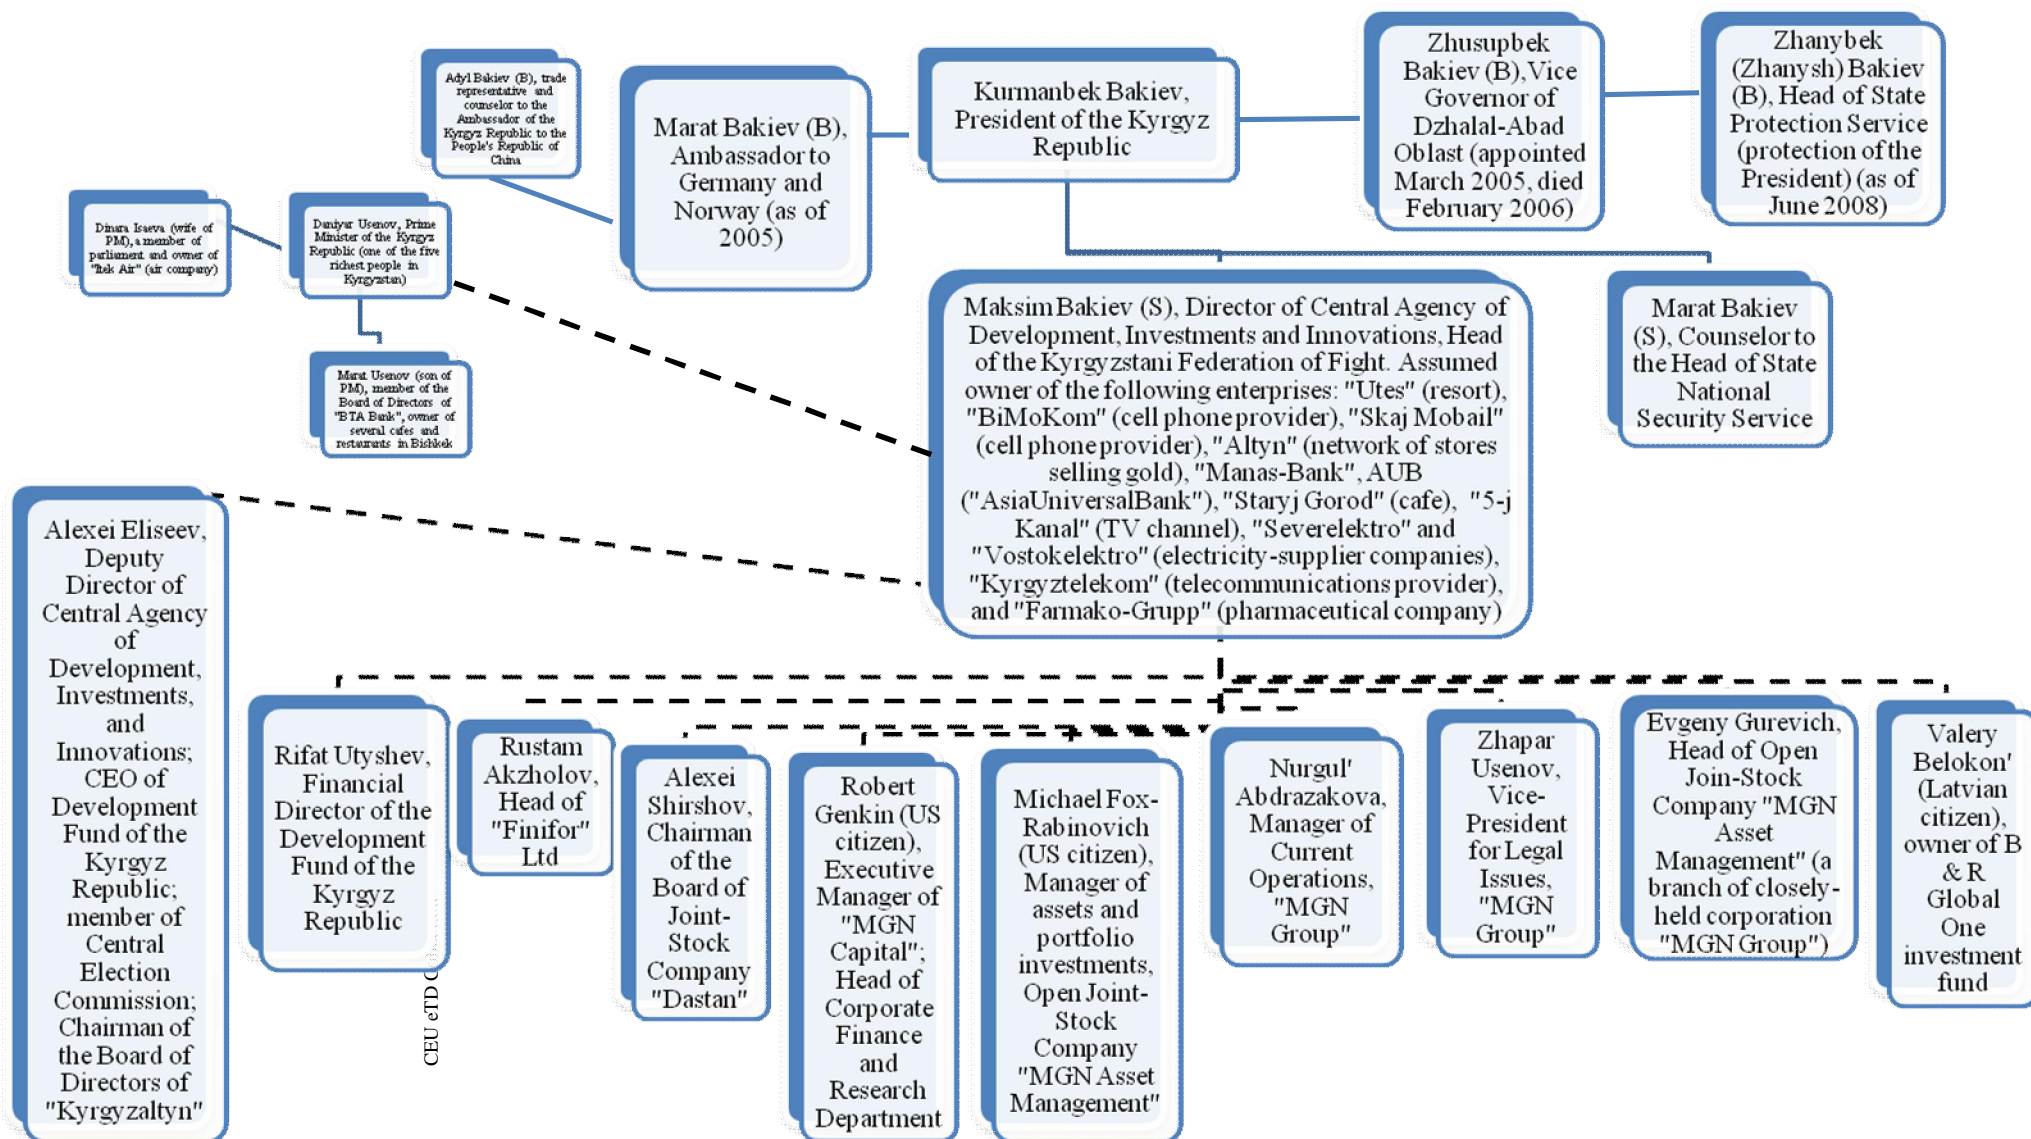 Adyl Bakiev (B), trade
representative and
counselor to the
Ambassador of the
Kyrgyz Republic to the
People's Republic of
China
Marat Bakiev (B),
Ambassador to
Germany and
Norway (as of
2005)
Kurmanbek Bakiev,
President of the Kyrgyz
Republic
Zhusupbek
Bakiev (B), Vice
Governor of
Dzhalal-Abad
Oblast (appointed
March 2005, died
February 2006)
Zhanybek
(Zhanysh) Bakiev
(B), Head of State
Protection Service
(protection of the
President) (as of
June 2008)
Dinara Isaeva (wife of
PM), a member of
parliament and owner of
"Itek Air" (air company)
Daniyar Usenov, Prime
Minister of the Kyrgyz
Republic (one of the five
richest people in
Kyrgyzstan)
Marat Usenov (son of
PM), member of the
Board of Directors of
"BTA Bank", owner of
several cafes and
restaurants in Bishkek
Maksim Bakiev (S), Director of Central Agency of
Development, Investments and Innovations, Head
of the Kyrgyzstani Federation of Fight. Assumed
owner of the following enterprises: "Utes" (resort),
"BiMoKom" (cell phone provider), "Skaj Mobail"
(cell phone provider), "Altyn" (network of stores
selling gold), "Manas-Bank", AUB
("AsiaUniversalBank"), "Staryj Gorod" (cafe), "5-j
Kanal" (TV channel), "Severelektro" and
"Vostokelektro" (electricity-supplier companies),
"Kyrgyztelekom" (telecommunications provider),
and "Farmako-Grupp" (pharmaceutical company)
Marat Bakiev
(S), Counselor to
the Head of State
National
Security Service
Alexei Eliseev,
Deputy
Director of
Central Agency
of
Development,
Investments,
and
Innovations;
CEO of
Development
Fund of the
Kyrgyz
Republic;
member of
Central
Election
Commission;
Chairman of
the Board of
Directors of
"Kyrgyzaltyn"
Rifat Utyshev,
Financial
Director of the
Development
Fund of the
Kyrgyz
Republic
Rustam
Akzholov,
Head of
"Finifor"
Ltd
Alexei
Shirshov,
Chairman
of the
Board of
Joint-
Stock
Company
"Dastan"
Robert
Genkin (US
citizen),
Executive
Manager of
"MGN
Capital";
Head of
Corporate
Finance
and
Research
Department
Michael Fox-
Rabinovich
(US citizen),
Manager of
assets and
portfolio
investments,
Open Joint-
Stock
Company
"MGN Asset
Management"
Nurgul'
Abdrazakova,
Manager of
Current
Operations,
"MGN
Group"
Zhapar
Usenov,
Vice-
President
for Legal
Issues,
"MGN
Group"
Evgeny Gurevich,
Head of Open
Join-Stock
Company "MGN
Asset
Management" (a
branch of closely-
held corporation
"MGN Group")
Valery
Belokon'
(Latvian
citizen),
owner of B
& R
Global
One
investment
fund
CEU eTD